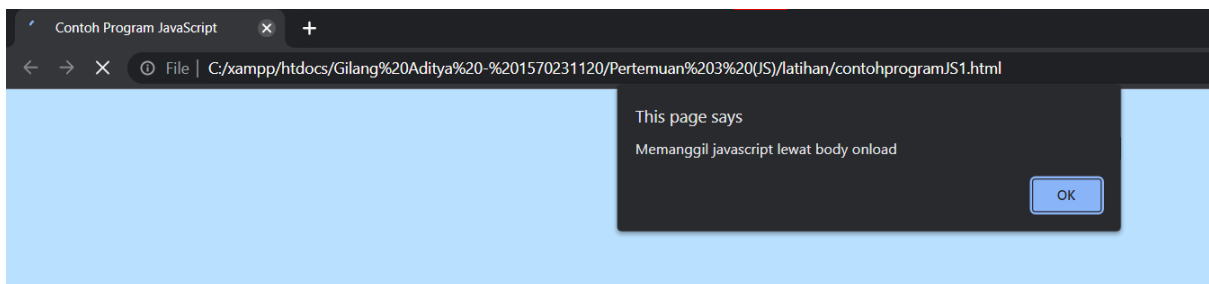 Contoh Program JavaScript
File | C:/xampp/htdocs/Gilang%20Aditya%20-%201570231120/Pertemuan%203%20(JS)/latihan/contohprogramJS1.html
This page says
Memanggil javascript lewat body onload
OK